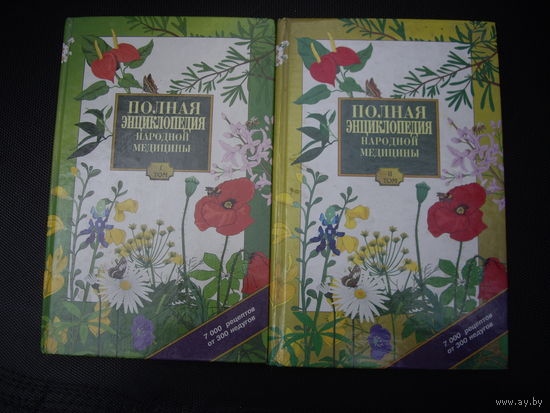 ПОЛНАЯ
ЭНЦИКЛОПЕДИЯ
НАРОДНОЙ
МЕДИЦИНЫ
I
ТОМ
7 000 рецептов
от 300 недугов
ПОЛНАЯ
ЭНЦИКЛОПЕДИЯ
НАРОДНОЙ
МЕДИЦИНЫ
II
ТОМ
7 000 рецептов
от 300 недугов
www.ay.by